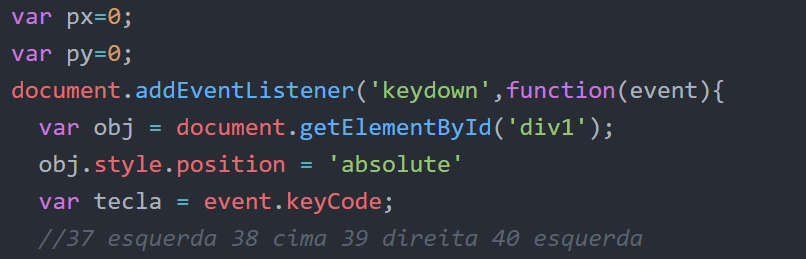 var px=0;
var py=0;
document.addEventListener('keydown',function(event){
var obj = document.getElementById('div1');
obj.style.position = 'absolute'
var tecla = event.keyCode;
//37 esquerda 38 cima 39 direita 40 esquerda